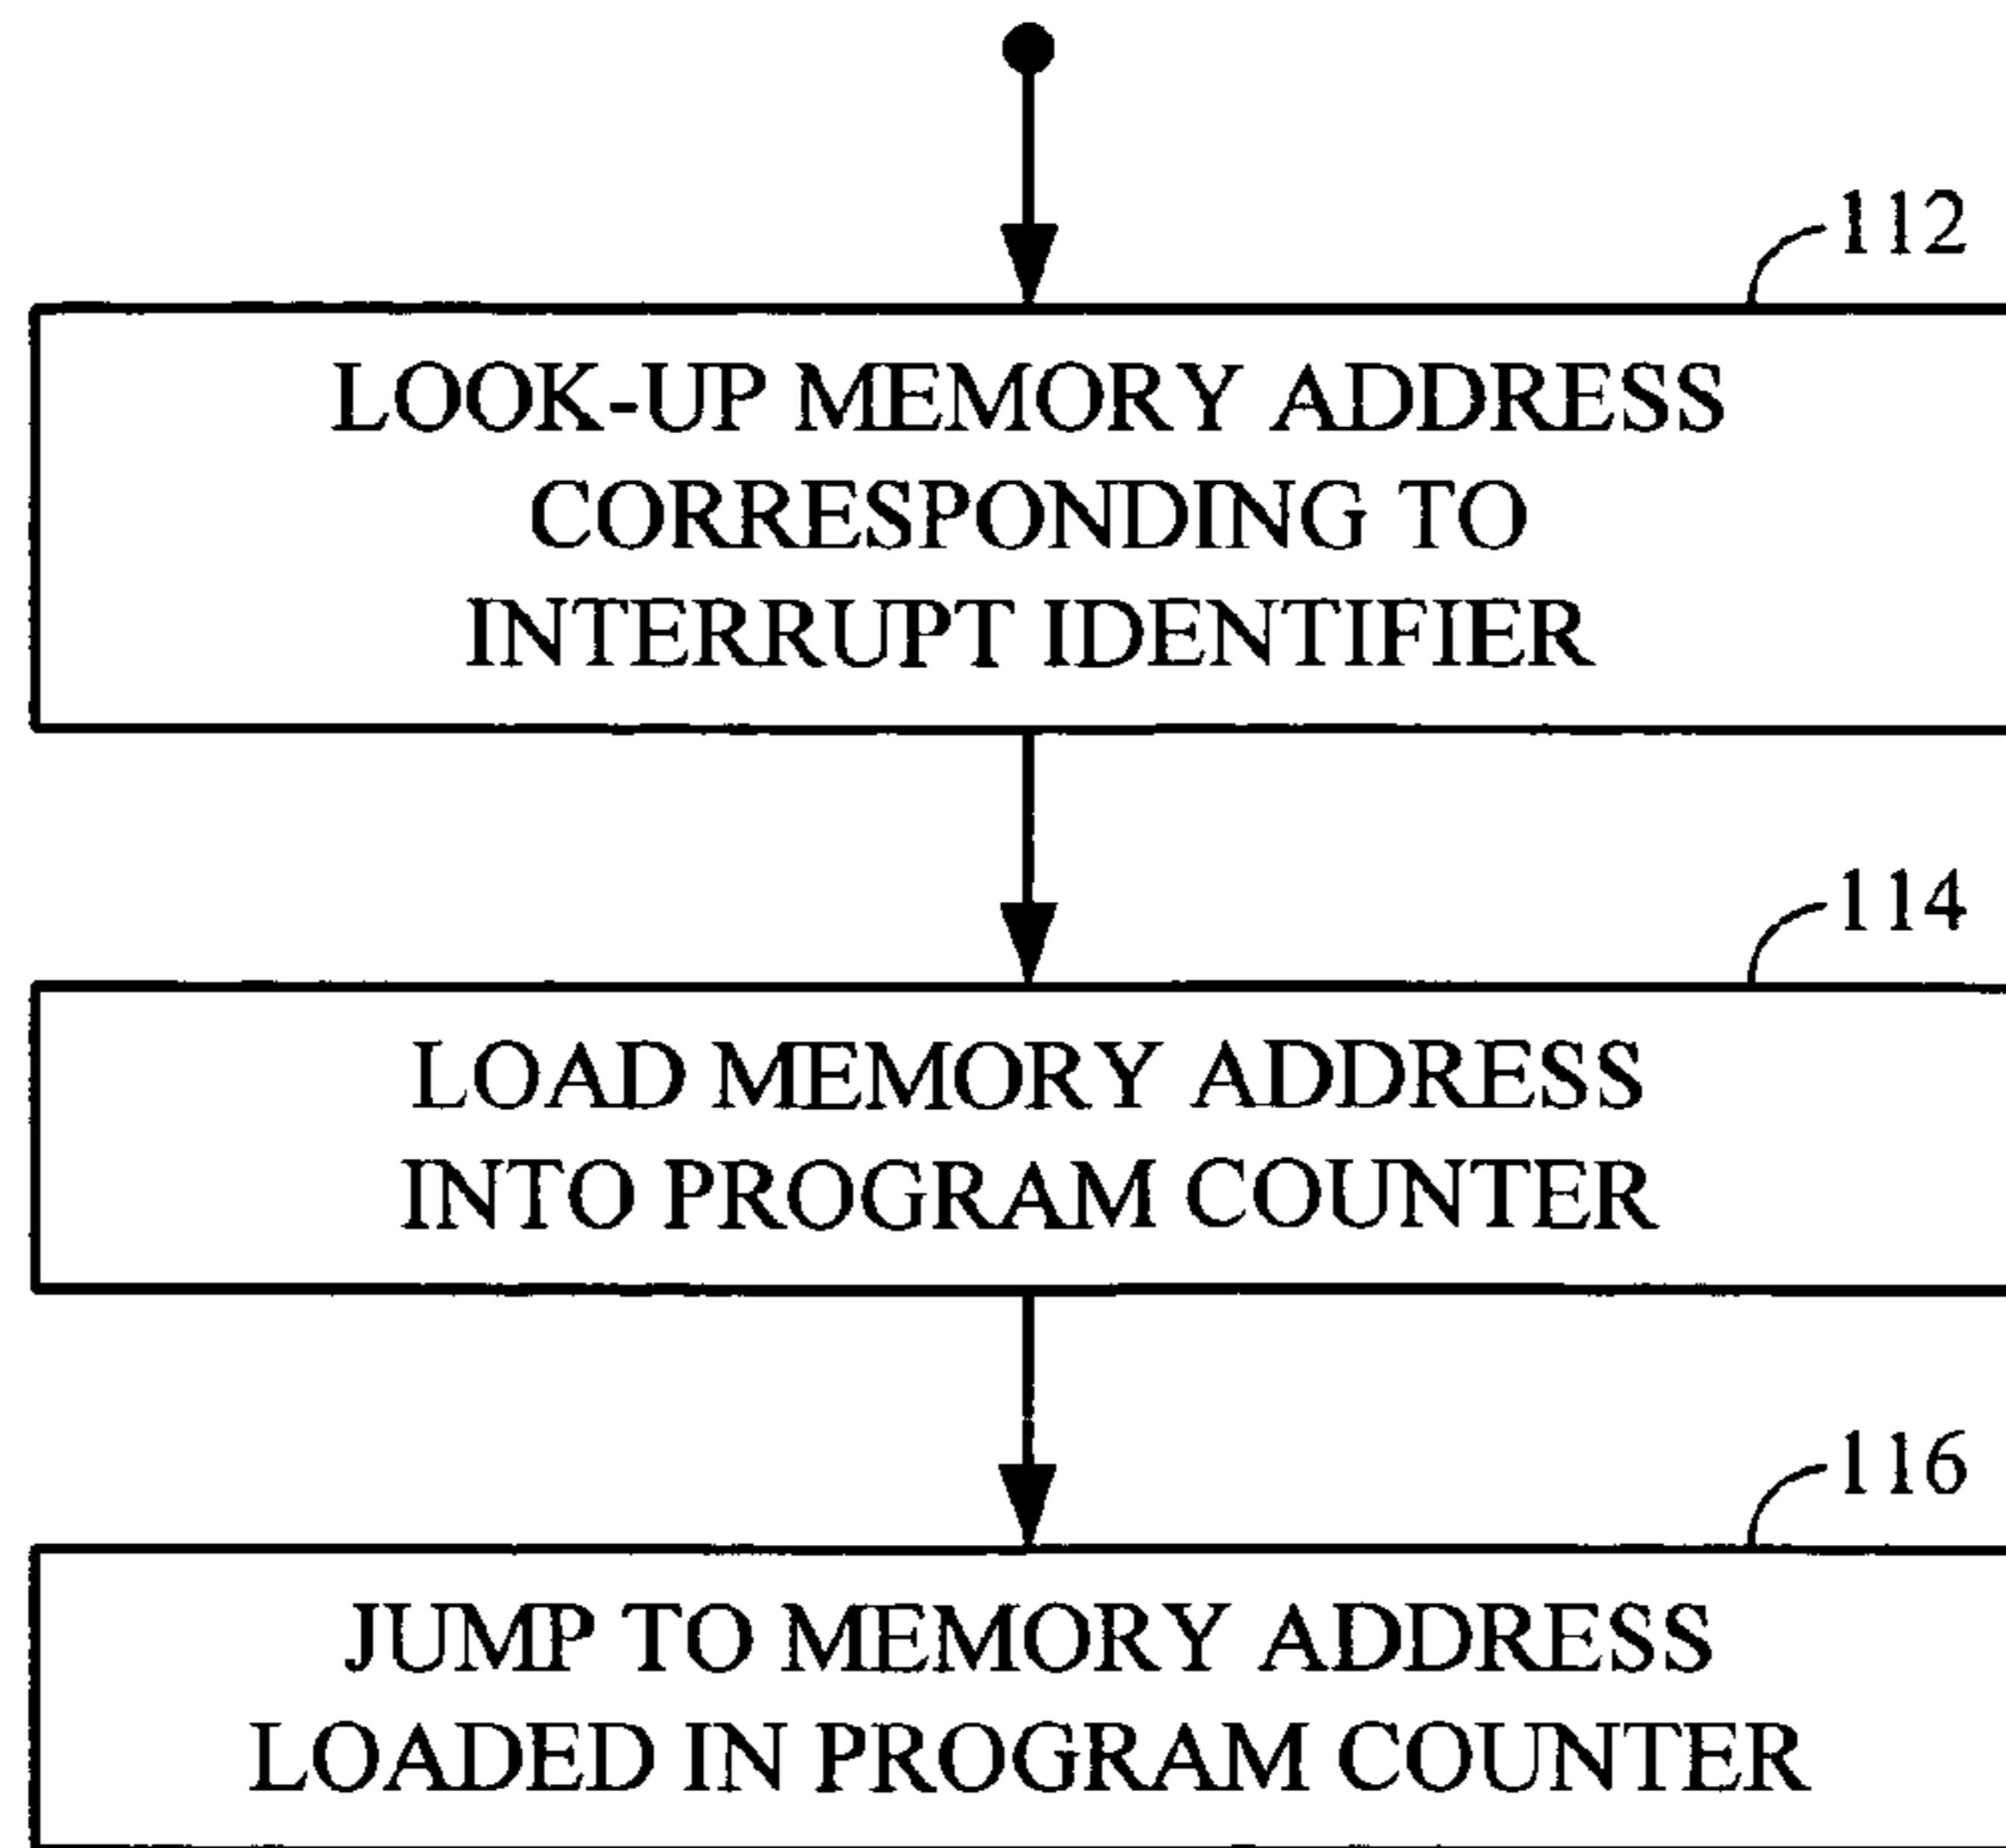 112
LOOK-UP MEMORY ADDRESS
CORRESPONDING TO
INTERRUPT IDENTIFIER
114
LOAD MEMORY ADDRESS
INTO PROGRAM COUNTER
116
JUMP TO MEMORY ADDRESS
LOADED IN PROGRAM COUNTER